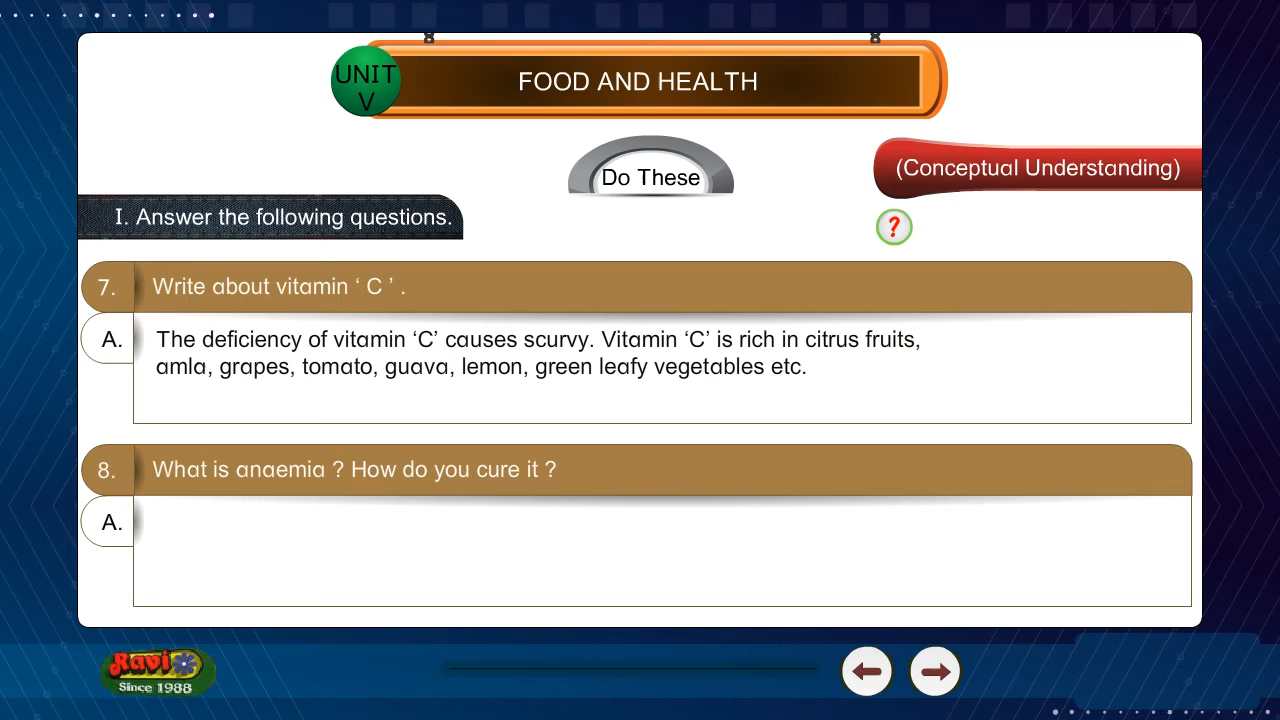 UNIT
V
FOOD AND HEALTH
Do These
(Conceptual Understanding)
I. Answer the following questions.
?
7.
Write about vitamin ‘ C ’ .
A.
The deficiency of vitamin ‘C’ causes scurvy. Vitamin ‘C’ is rich in citrus fruits,
amla, grapes, tomato, guava, lemon, green leafy vegetables etc.
8.
What is anaemia ? How do you cure it ?
A.
Ravi
Since 1988